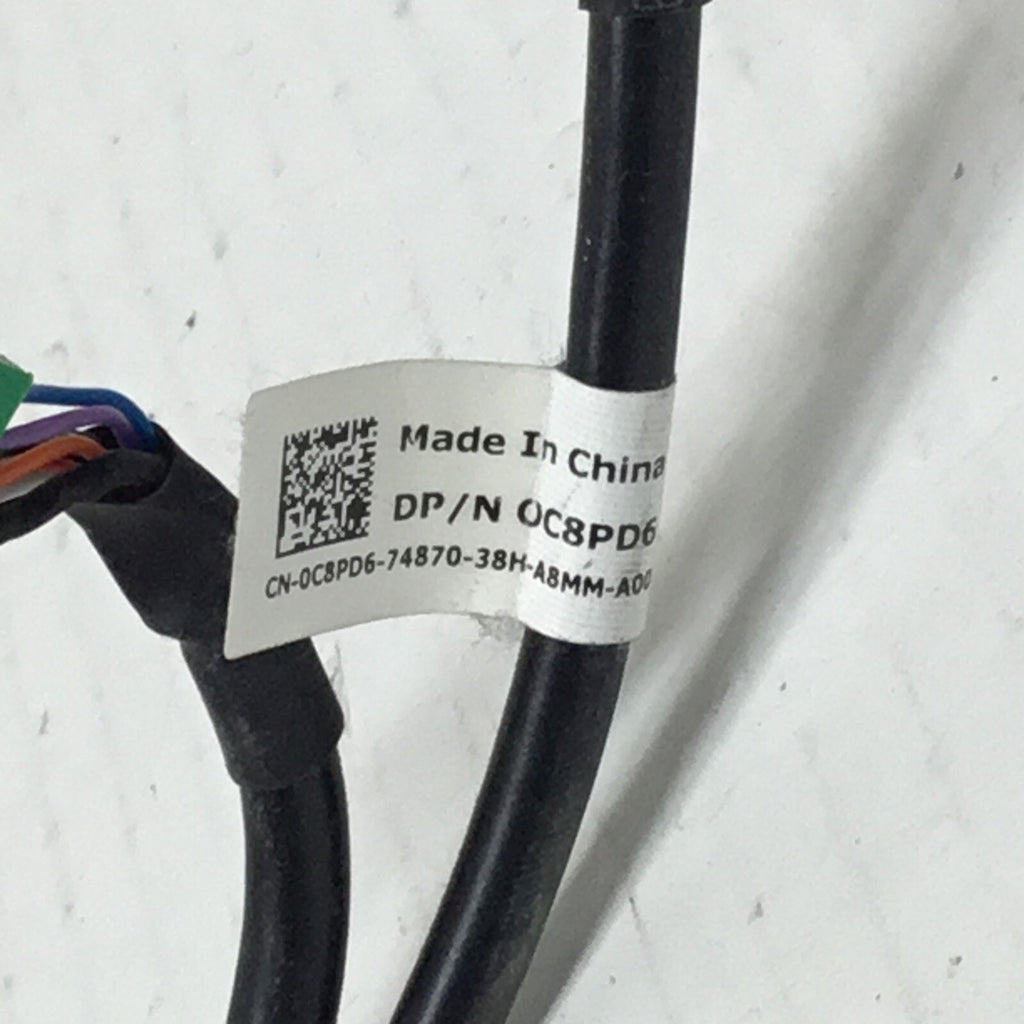 Made In China
DP/N 0C8PD6
CN-0C8PD6-74870-38H-A8MM-A00